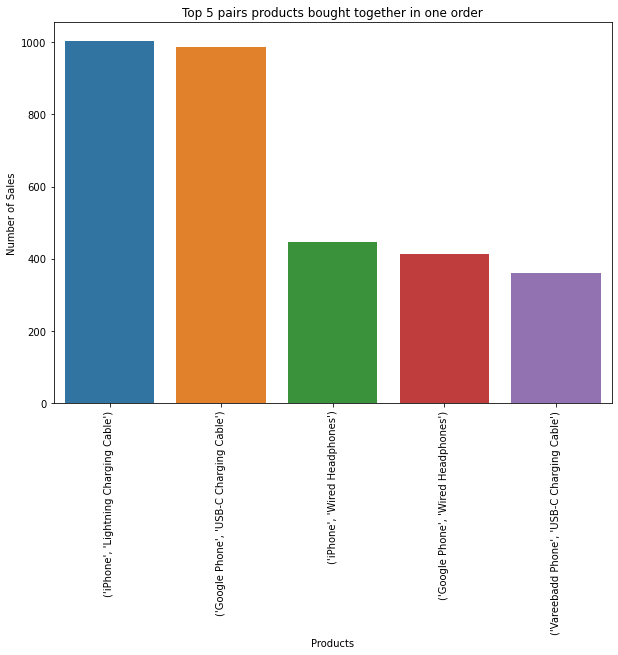 Top 5 pairs products bought together in one order
Number of Sales
1000
800
600
400
200
0
('iPhone', 'Lightning Charging Cable')
('Google Phone', 'USB-C Charging Cable')
('iPhone', 'Wired Headphones')
('Google Phone', 'Wired Headphones')
('Vareebadd Phone', 'USB-C Charging Cable')
Products